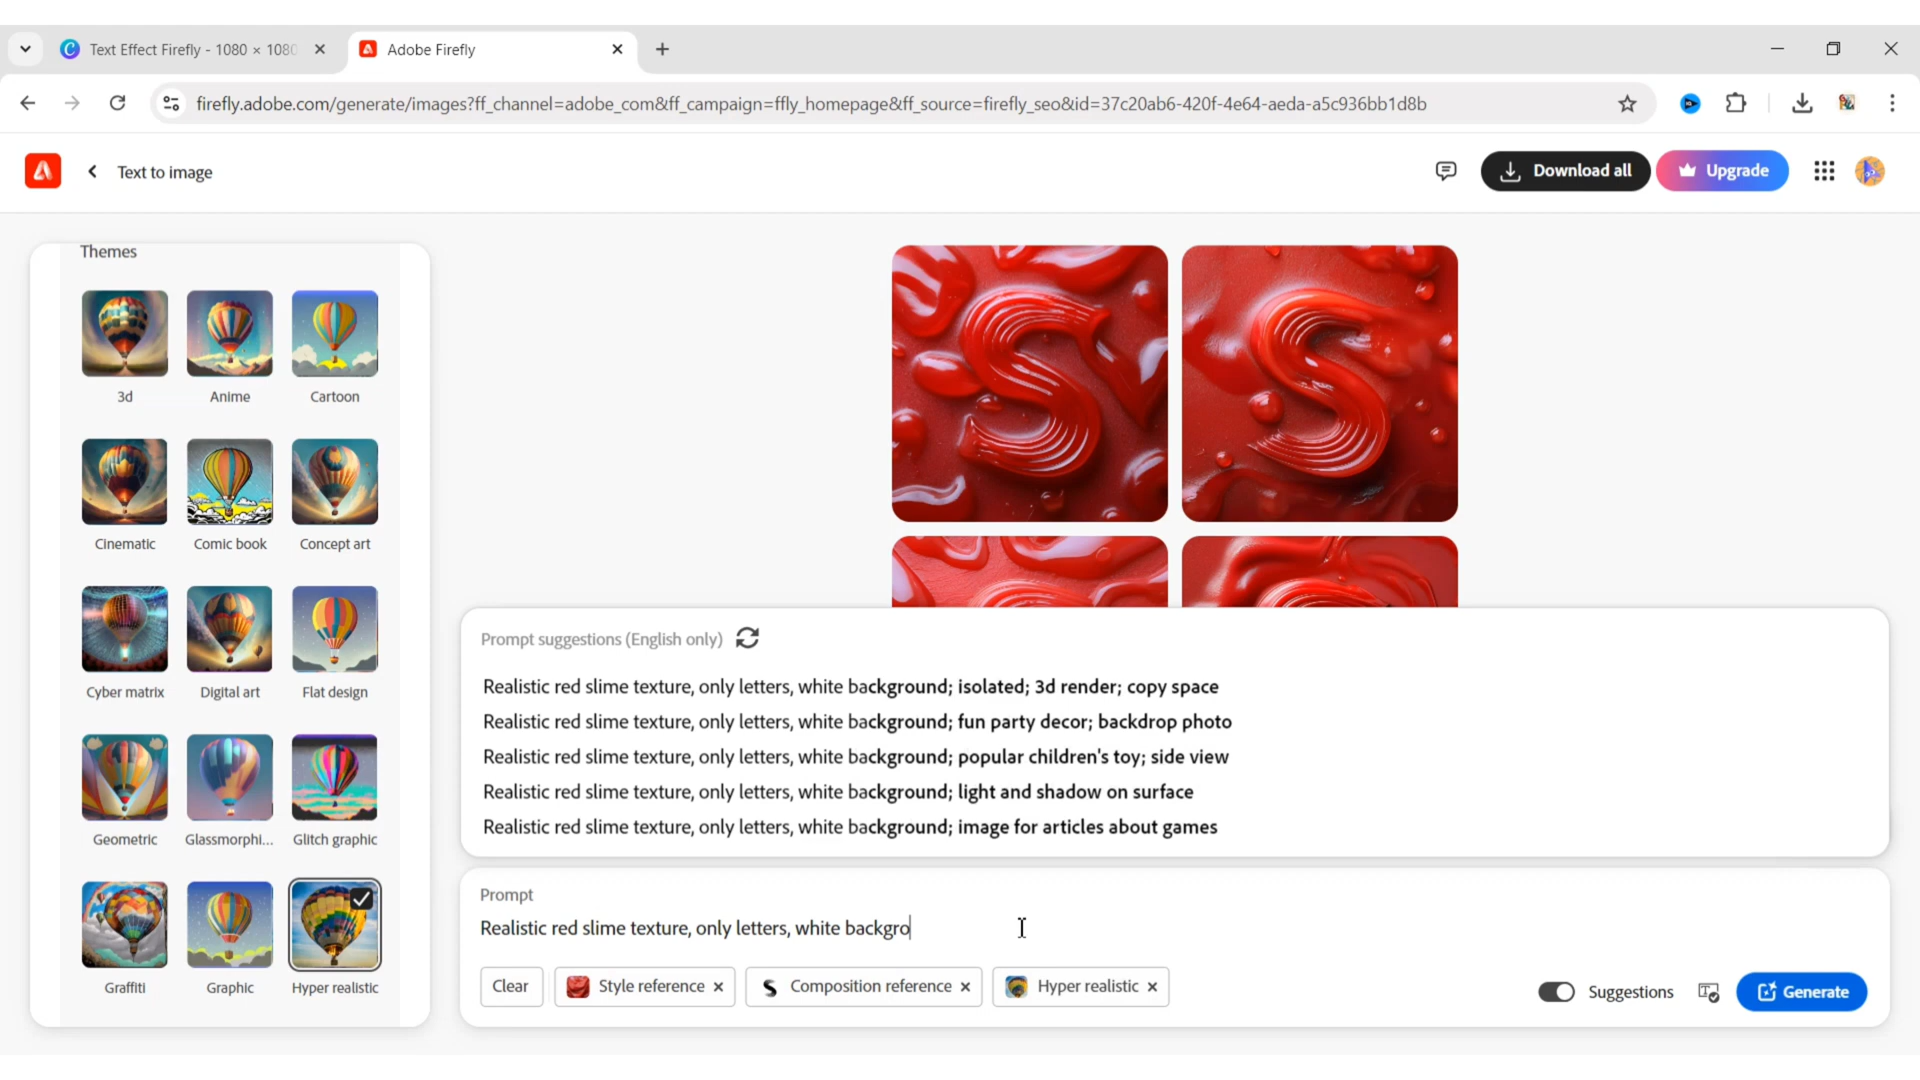 Text Effect Firefly - 1080 × 1080
Adobe Firefly
firefly.adobe.com/generate/images?ff_channel=adobe_com&ff_campaign=ffly_homepage&ff_source=firefly_seo&id=37c20ab6-420f-4e64-aeda-a5c936bb1d8b
Text to image
Download all
Upgrade
Themes
3d Anime Cartoon
Cinematic Comic book Concept art
Cyber matrix Digital art Flat design
Geometric Glassmorphi... Glitch graphic
Graffiti Graphic Hyper realistic
S S
Prompt suggestions (English only)
Realistic red slime texture, only letters, white background; isolated; 3d render; copy space
Realistic red slime texture, only letters, white background; fun party decor; backdrop photo
Realistic red slime texture, only letters, white background; popular children's toy; side view
Realistic red slime texture, only letters, white background; light and shadow on surface
Realistic red slime texture, only letters, white background; image for articles about games
Prompt
Realistic red slime texture, only letters, white backgro
Clear Style reference S Composition reference Hyper realistic
Suggestions Generate